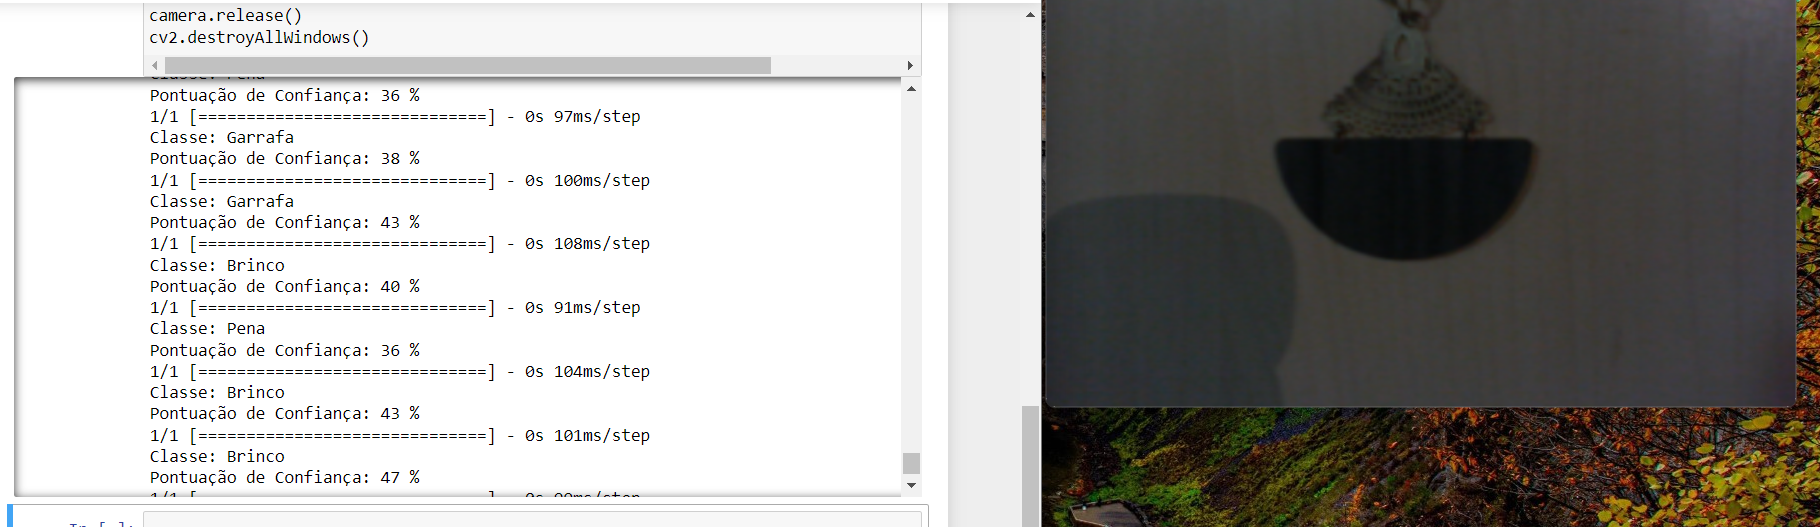 camera.release()
cv2.destroyAllWindows()
Classe: Pena
Pontuação de Confiança: 36 %
1/1 [==============================] - 0s 97ms/step
Classe: Garrafa
Pontuação de Confiança: 38 %
1/1 [==============================] - 0s 100ms/step
Classe: Garrafa
Pontuação de Confiança: 43 %
1/1 [==============================] - 0s 108ms/step
Classe: Brinco
Pontuação de Confiança: 40 %
1/1 [==============================] - 0s 91ms/step
Classe: Pena
Pontuação de Confiança: 36 %
1/1 [==============================] - 0s 104ms/step
Classe: Brinco
Pontuação de Confiança: 43 %
1/1 [==============================] - 0s 101ms/step
Classe: Brinco
Pontuação de Confiança: 47 %